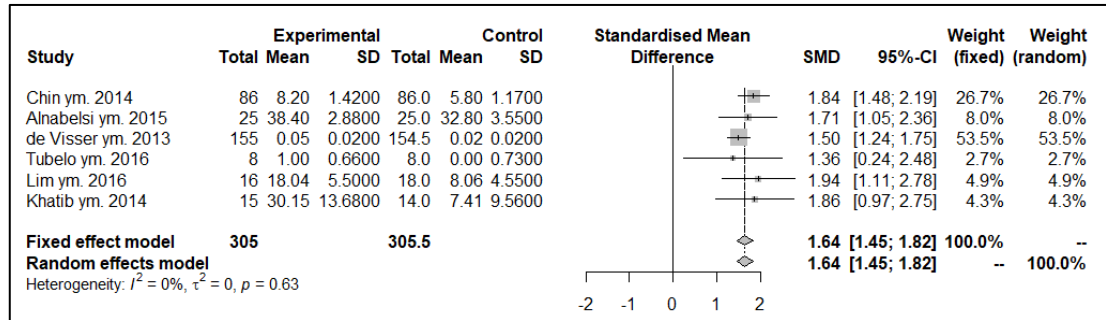 Experimental Control Standardised Mean Weight Weight
Study Total Mean SD Total Mean SD Difference SMD 95%-CI (fixed) (random)
Chin ym. 2014 86 8.20 1.4200 86.0 5.80 1.1700 1.84 [1.48; 2.19] 26.7% 26.7%
Alnabelsi ym. 2015 25 38.40 2.8800 25.0 32.80 3.5500 1.71 [1.05; 2.36] 8.0% 8.0%
de Visser ym. 2013 155 0.05 0.0200 154.5 0.02 0.0200 1.50 [1.24; 1.75] 53.5% 53.5%
Tubelo ym. 2016 8 1.00 0.6600 8.0 0.00 0.7300 1.36 [0.24; 2.48] 2.7% 2.7%
Lim ym. 2016 16 18.04 5.5000 18.0 8.06 4.5500 1.94 [1.11; 2.78] 4.9% 4.9%
Khatib ym. 2014 15 30.15 13.6800 14.0 7.41 9.5600 1.86 [0.97; 2.75] 4.3% 4.3%
Fixed effect model 305 305.5 1.64 [1.45; 1.82] 100.0% --
Random effects model 1.64 [1.45; 1.82] -- 100.0%
Heterogeneity: I² = 0%, τ² = 0, p = 0.63
-2 -1 0 1 2